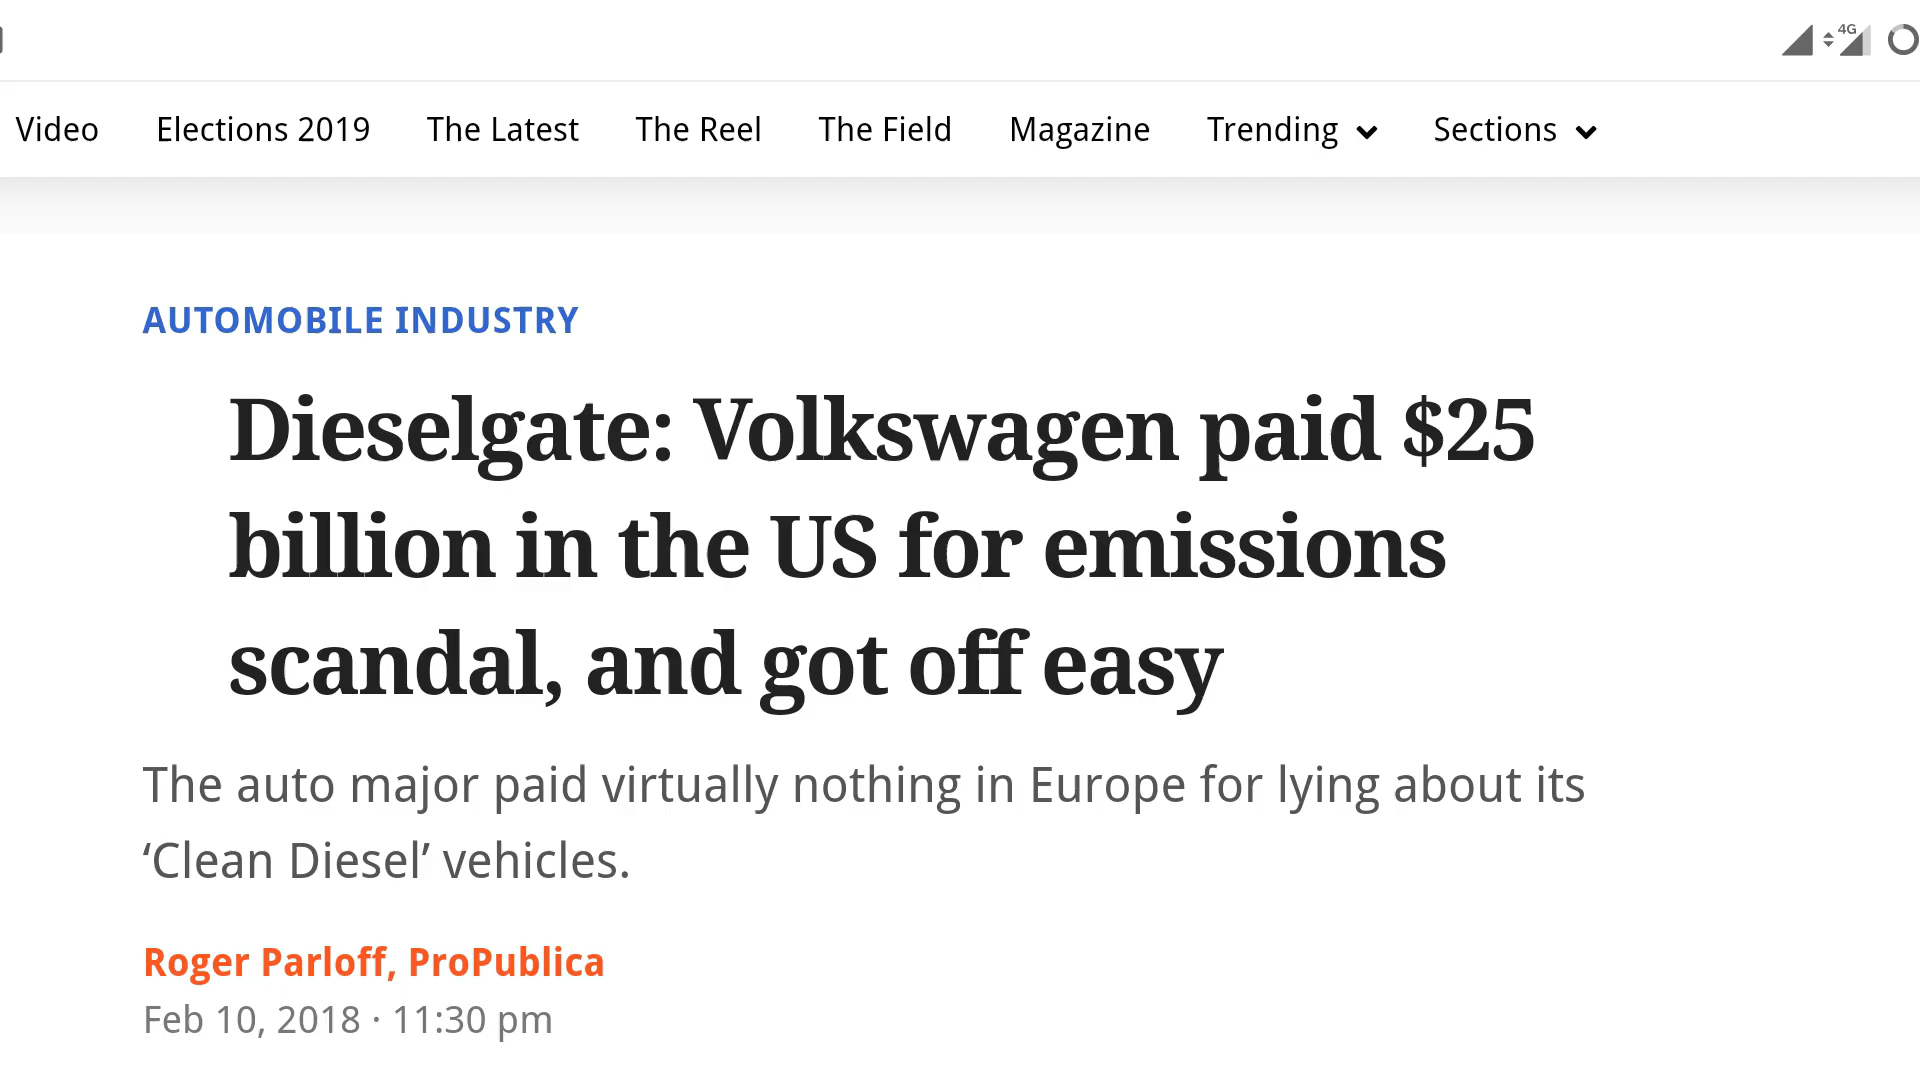 4G
Video Elections 2019 The Latest The Reel The Field Magazine Trending Sections
AUTOMOBILE INDUSTRY
Dieselgate: Volkswagen paid $25
billion in the US for emissions
scandal, and got off easy
The auto major paid virtually nothing in Europe for lying about its
‘Clean Diesel’ vehicles.
Roger Parloff, ProPublica
Feb 10, 2018 · 11:30 pm